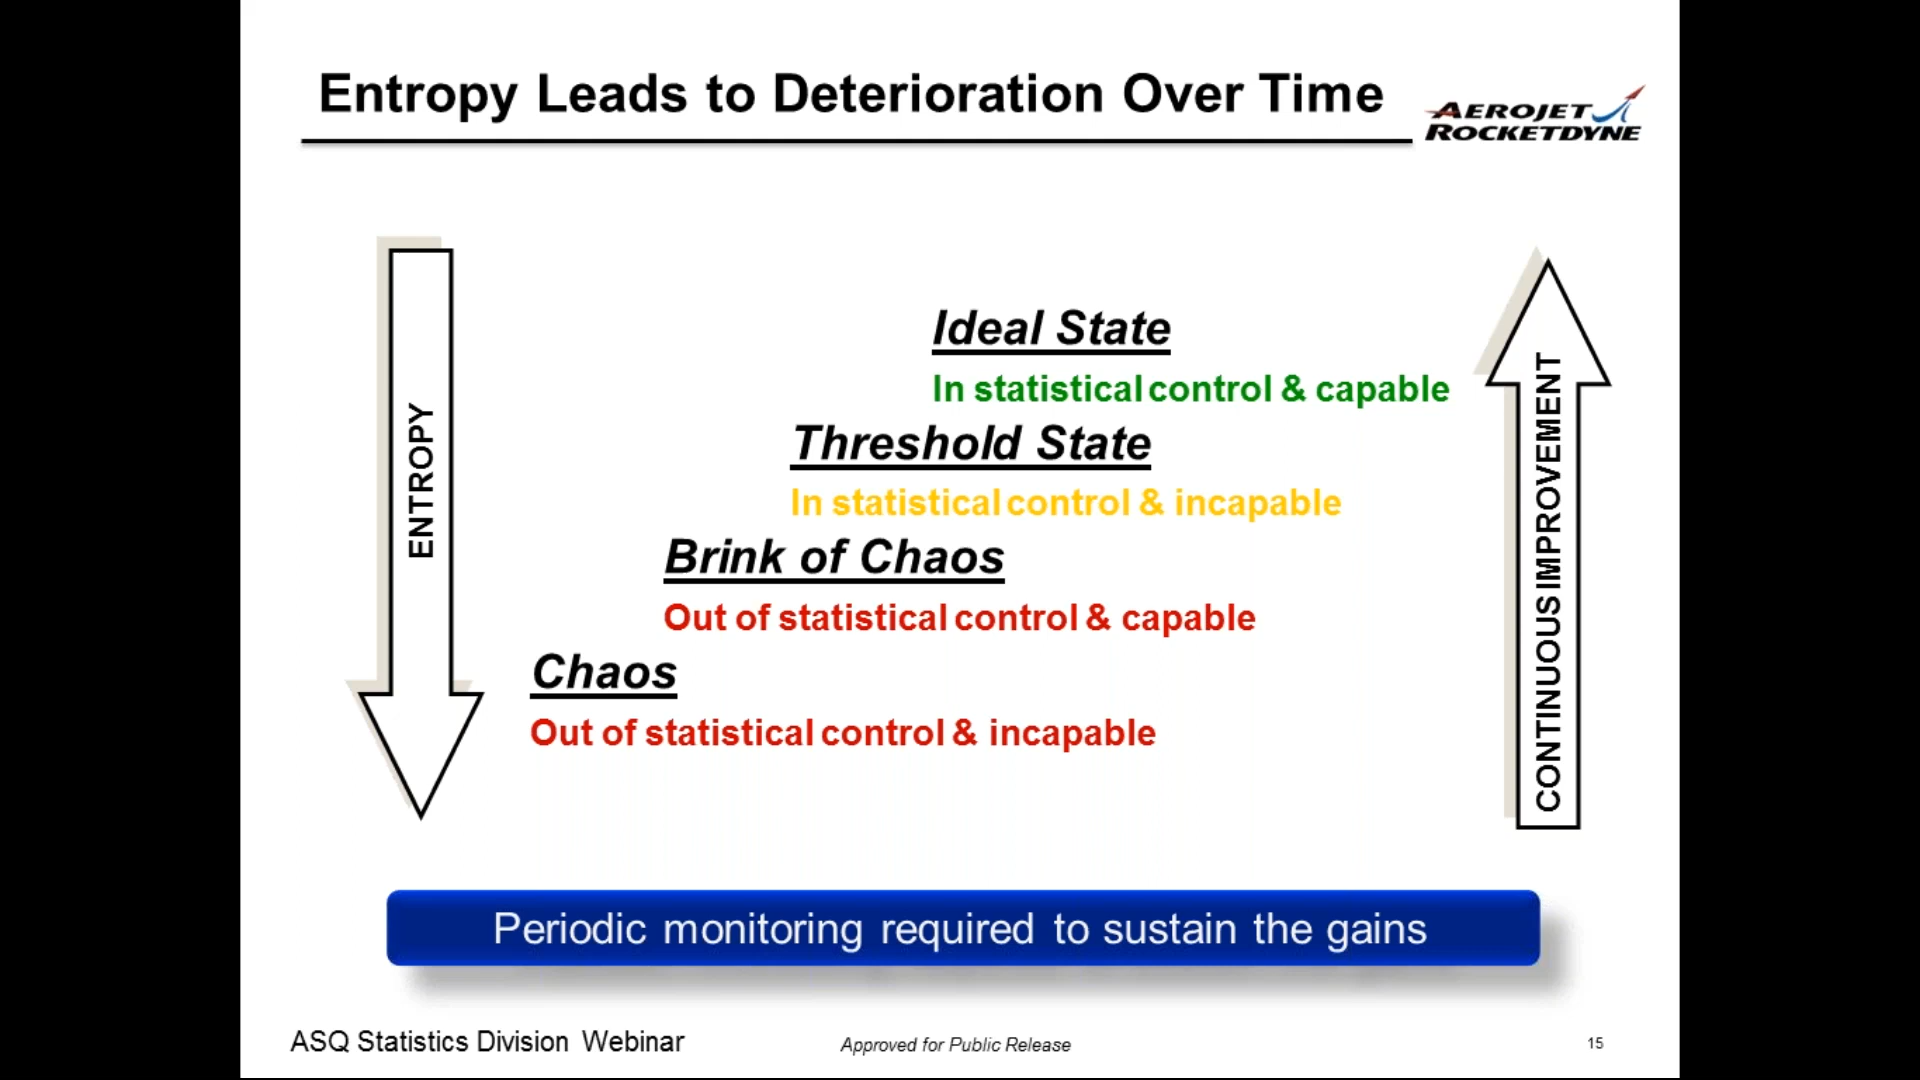 Entropy Leads to Deterioration Over Time
AEROJET
ROCKETDYNE
ENTROPY
Ideal State
In statistical control & capable
Threshold State
In statistical control & incapable
Brink of Chaos
Out of statistical control & capable
Chaos
Out of statistical control & incapable
CONTINUOUS IMPROVEMENT
Periodic monitoring required to sustain the gains
ASQ Statistics Division Webinar
Approved for Public Release
15